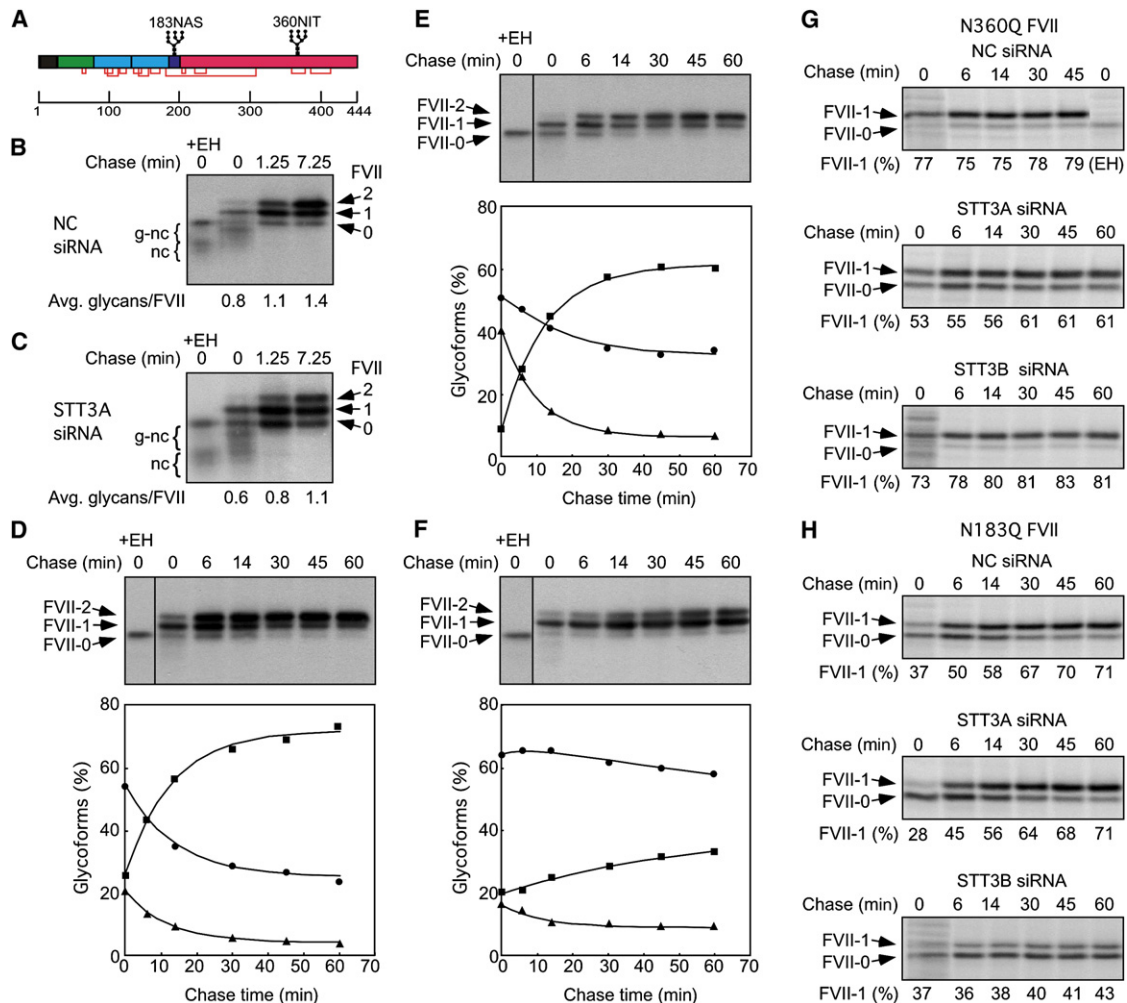 A
183NAS
360NIT
1 100 200 300 400 444
B
+EH
Chase (min) 0 0 1.25 7.25 FVII
2
1
0
NC siRNA
g-nc
nc
Avg. glycans/FVII 0.8 1.1 1.4
C
+EH
Chase (min) 0 0 1.25 7.25 FVII
2
1
0
STT3A siRNA
g-nc
nc
Avg. glycans/FVII 0.6 0.8 1.1
D
+EH
Chase (min) 0 0 6 14 30 45 60
FVII-2
FVII-1
FVII-0
Glycoforms (%)
80
60
40
20
0
0 10 20 30 40 50 60 70
Chase time (min)
E
+EH
Chase (min) 0 0 6 14 30 45 60
FVII-2
FVII-1
FVII-0
Glycoforms (%)
80
60
40
20
0
0 10 20 30 40 50 60 70
Chase time (min)
F
+EH
Chase (min) 0 0 6 14 30 45 60
FVII-2
FVII-1
FVII-0
Glycoforms (%)
80
60
40
20
0
0 10 20 30 40 50 60 70
Chase time (min)
G
N360Q FVII
NC siRNA
Chase (min) 0 6 14 30 45 0
FVII-1
FVII-0
FVII-1 (%) 77 75 75 78 79 (EH)
STT3A siRNA
Chase (min) 0 6 14 30 45 60
FVII-1
FVII-0
FVII-1 (%) 53 55 56 61 61 61
STT3B siRNA
Chase (min) 0 6 14 30 45 60
FVII-1
FVII-0
FVII-1 (%) 73 78 80 81 83 81
H
N183Q FVII
NC siRNA
Chase (min) 0 6 14 30 45 60
FVII-1
FVII-0
FVII-1 (%) 37 50 58 67 70 71
STT3A siRNA
Chase (min) 0 6 14 30 45 60
FVII-1
FVII-0
FVII-1 (%) 28 45 56 64 68 71
STT3B siRNA
Chase (min) 0 6 14 30 45 60
FVII-1
FVII-0
FVII-1 (%) 37 36 38 40 41 43